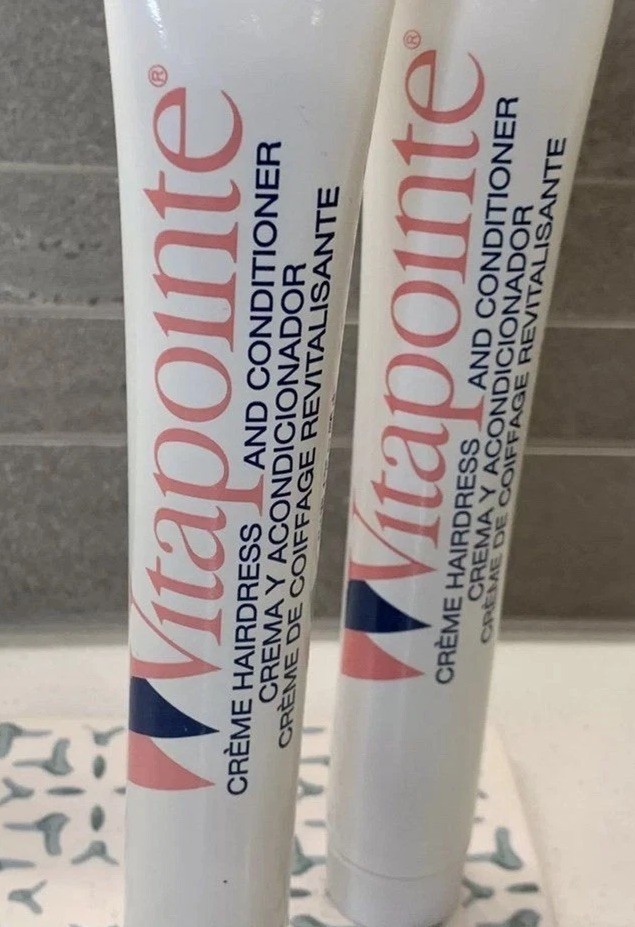 Vitapointe®
CRÈME HAIRDRESS AND CONDITIONER
CREMA Y ACONDICIONADOR
CRÈME DE COIFFAGE REVITALISANTE
Vitapointe®
CRÈME HAIRDRESS AND CONDITIONER
CREMA Y ACONDICIONADOR
CRÈME DE COIFFAGE REVITALISANTE